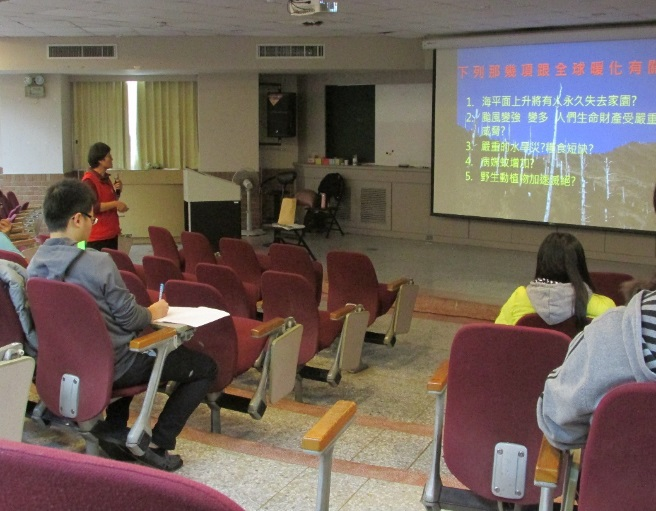 下列那幾項跟全球暖化有關
1. 海平面上升將有人永久失去家園?
2. 颱風變強 變多 人們生命財產受嚴重
威脅?
3. 嚴重的水旱災?糧食短缺?
4. 病媒蚊增加?
5. 野生動植物加速滅絕?